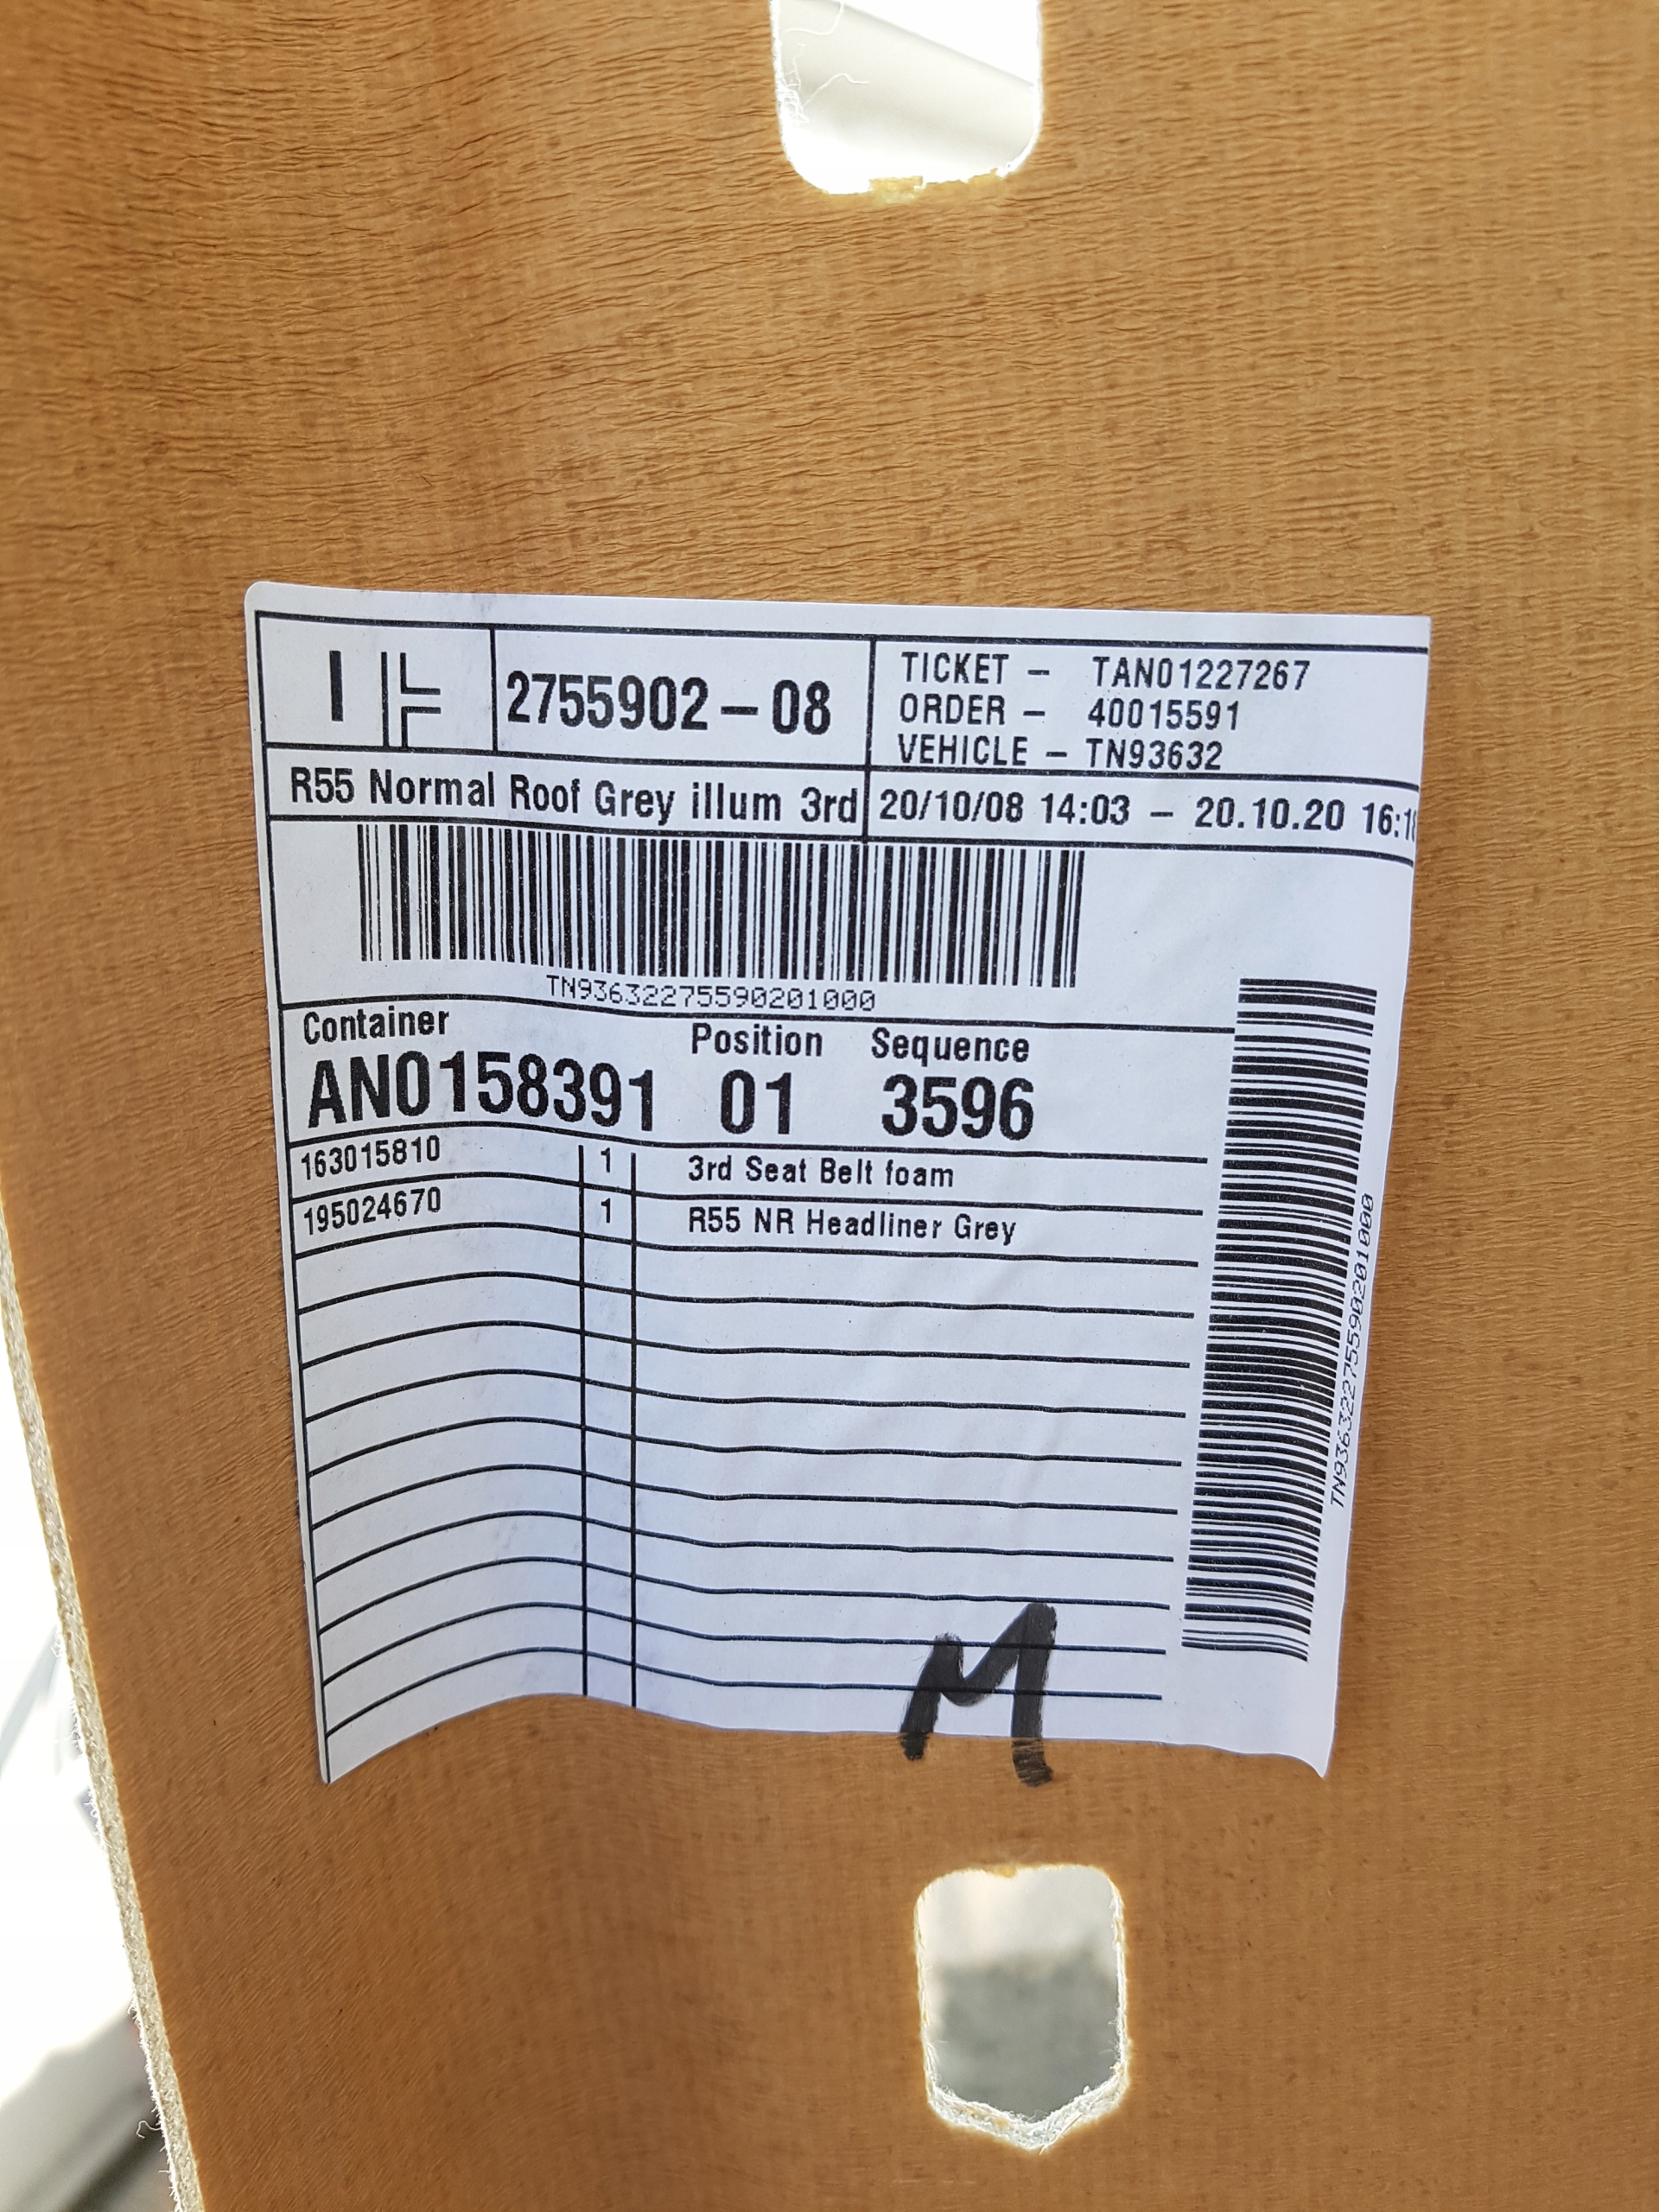 2755902-08
TICKET - TAN01227267
ORDER - 40015591
VEHICLE - TN93632
R55 Normal Roof Grey illum 3rd
20/10/08 14:03 - 20.10.20
TN93632275590201000
Container Position Sequence
AN0158391 01 3596
163015810 1 3rd Seat Belt foam
195024670 1 R55 NR Headliner Grey
TN93632275590201000
M